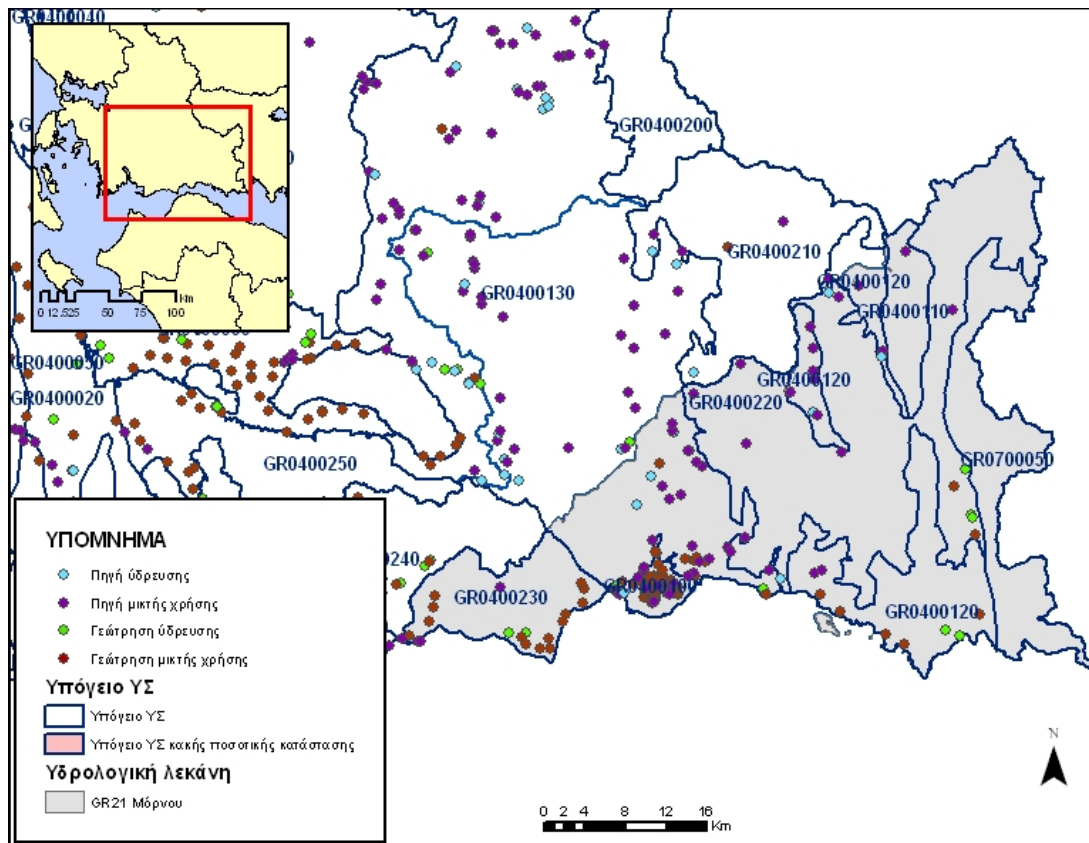 GR0400040
GR0400200
GR0400210
GR0400120
GR0400130
GR0400110
0 12.525 50 75 100
Km
GR0400050
GR0400020
GR0400120
GR0400220
GR0400250
GR0700050
ΥΠΟΜΝΗΜΑ
Πηγή ύδρευσης
Πηγή μικτής χρήσης
Γεώτρηση ύδρευσης
Γεώτρηση μικτής χρήσης
Υπόγειο ΥΣ
Υπόγειο ΥΣ
Υπόγειο ΥΣ κακής ποσοτικής κατάστασης
Υδρολογική λεκάνη
GR21 Μόρνου
240
GR0400230
GR0400100
GR0400120
N
0 2 4 8 12 16
Km